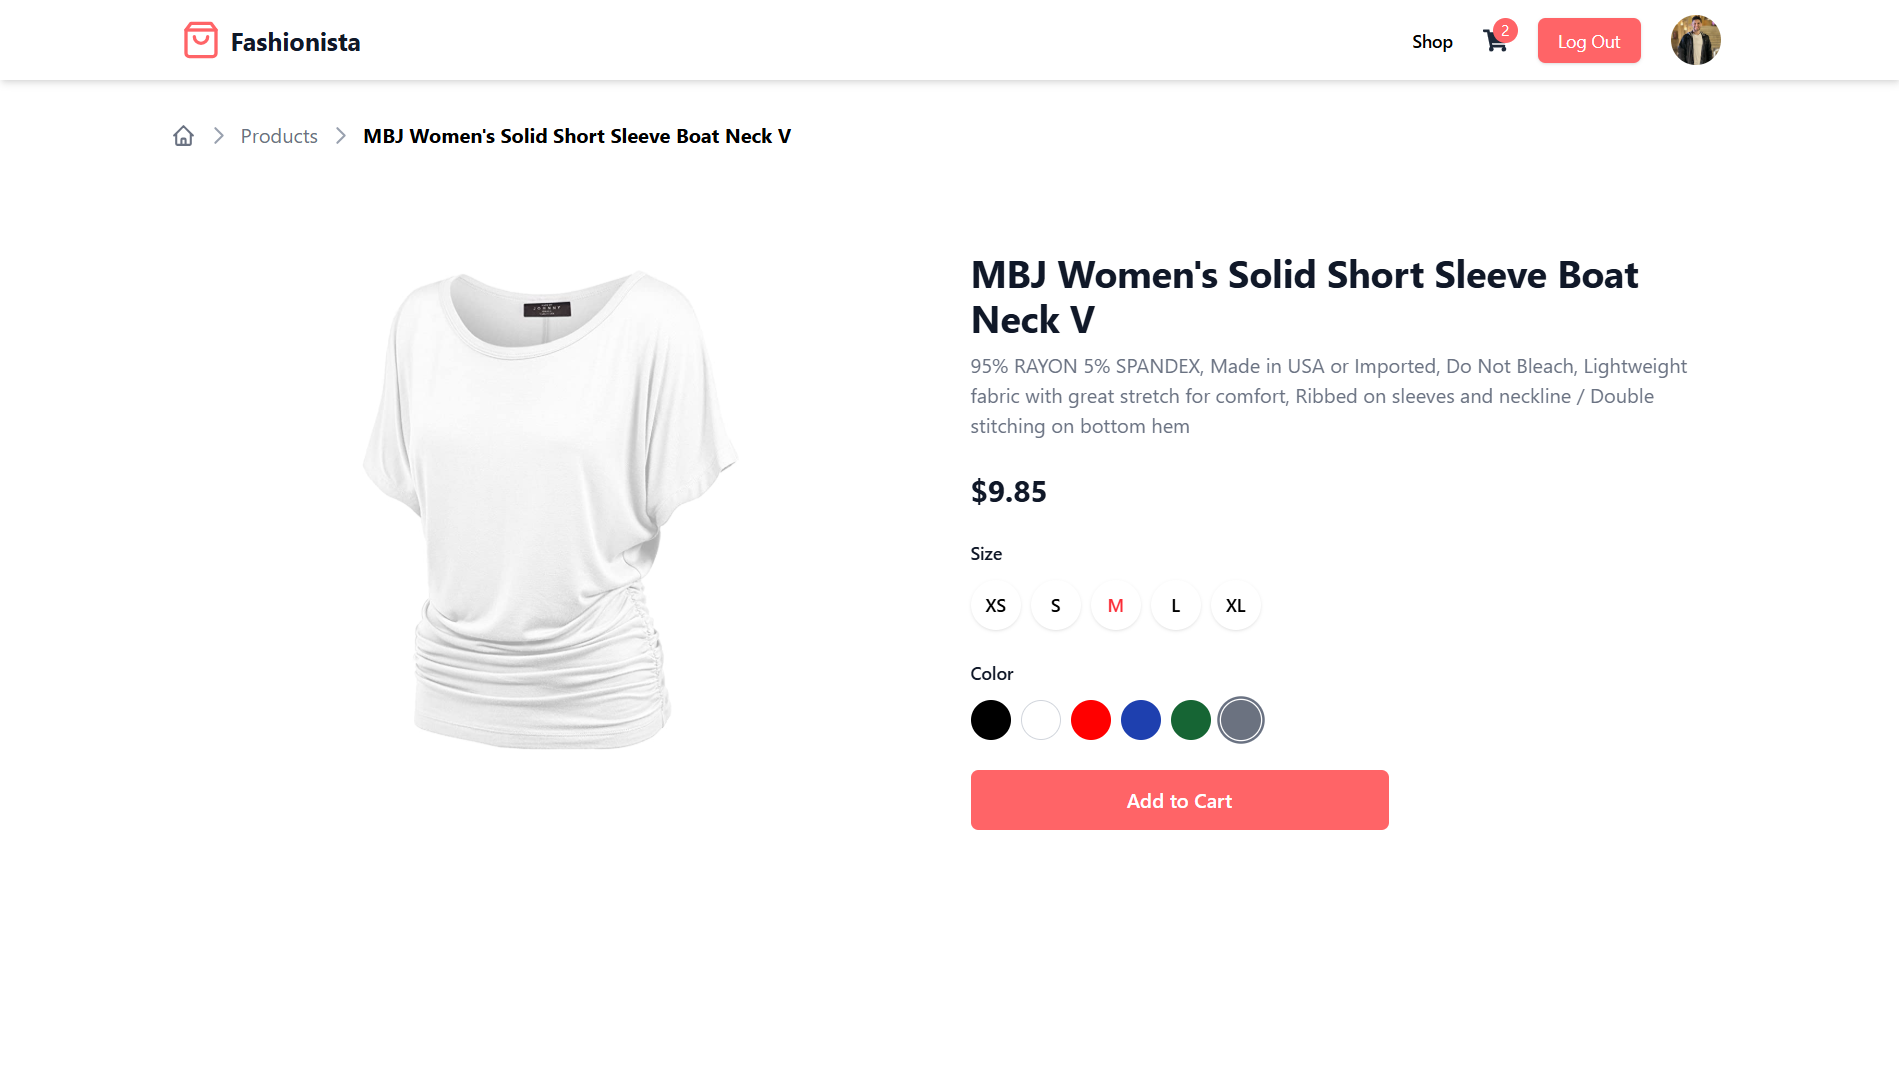 Fashionista
Shop
2
Log Out
Products
MBJ Women's Solid Short Sleeve Boat Neck V
MBJ Women's Solid Short Sleeve Boat
Neck V
95% RAYON 5% SPANDEX, Made in USA or Imported, Do Not Bleach, Lightweight
fabric with great stretch for comfort, Ribbed on sleeves and neckline / Double
stitching on bottom hem
$9.85
Size
XS S M L XL
Color
Add to Cart